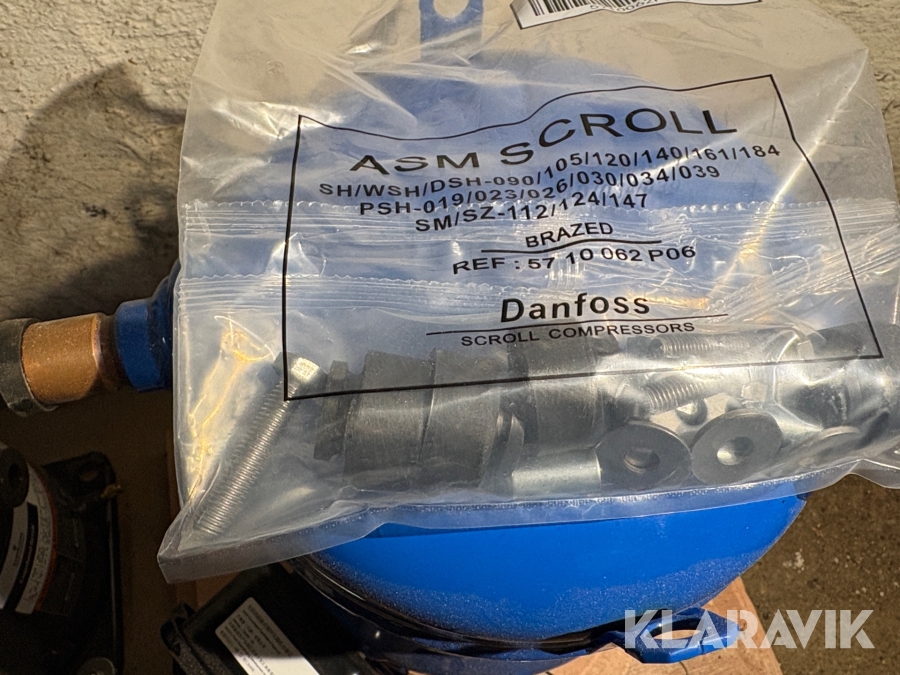 ASM SCROLL
SH/WSH/DSH-090/105/120/140/161/184
PSH-019/023/026/030/034/039
SM/SZ-112/124/147
BRAZED
REF : 57 10 062 P06
Danfoss
SCROLL COMPRESSORS
KLARAVIK